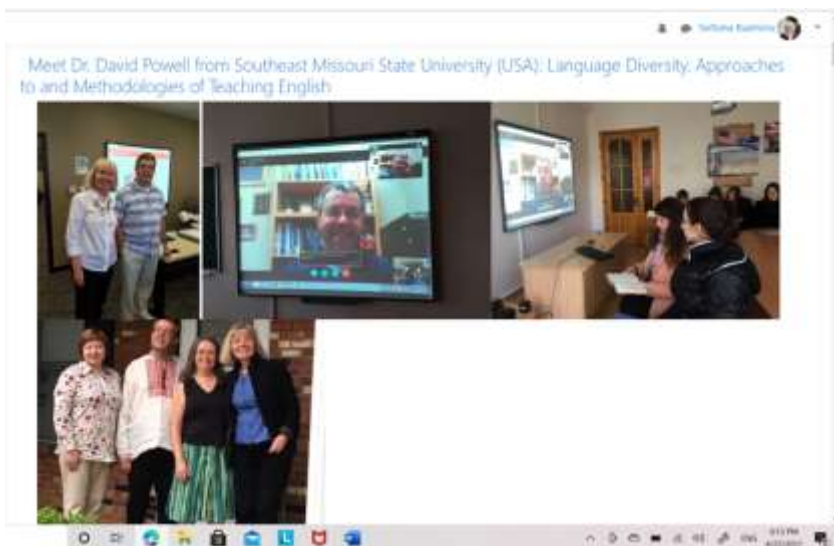 Meet Dr. David Powell from Southeast Missouri State University (USA): Language Diversity. Approaches
to and Methodologies of Teaching English
ENG